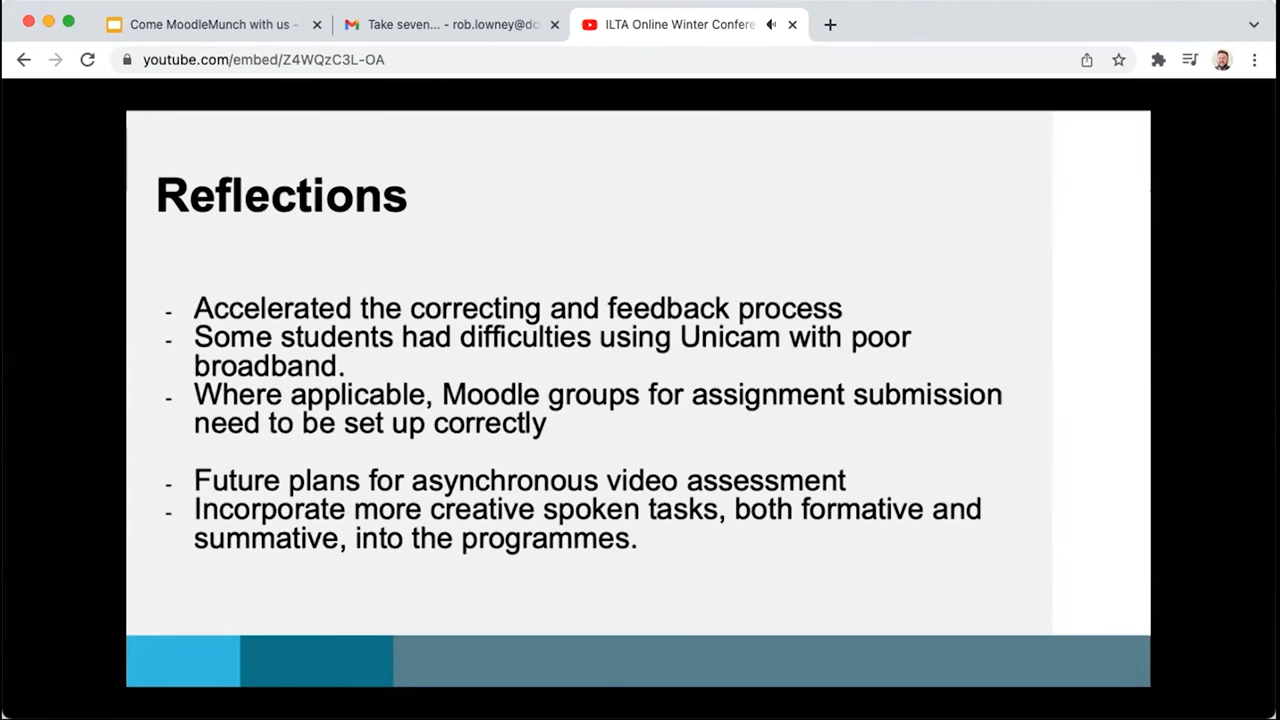 Come MoodleMunch with us -
Take seven... - rob.lowney@dc
ILTA Online Winter Confere
youtube.com/embed/Z4WQzC3L-OA
Reflections
- Accelerated the correcting and feedback process
- Some students had difficulties using Unicam with poor
broadband.
- Where applicable, Moodle groups for assignment submission
need to be set up correctly
- Future plans for asynchronous video assessment
- Incorporate more creative spoken tasks, both formative and
summative, into the programmes.